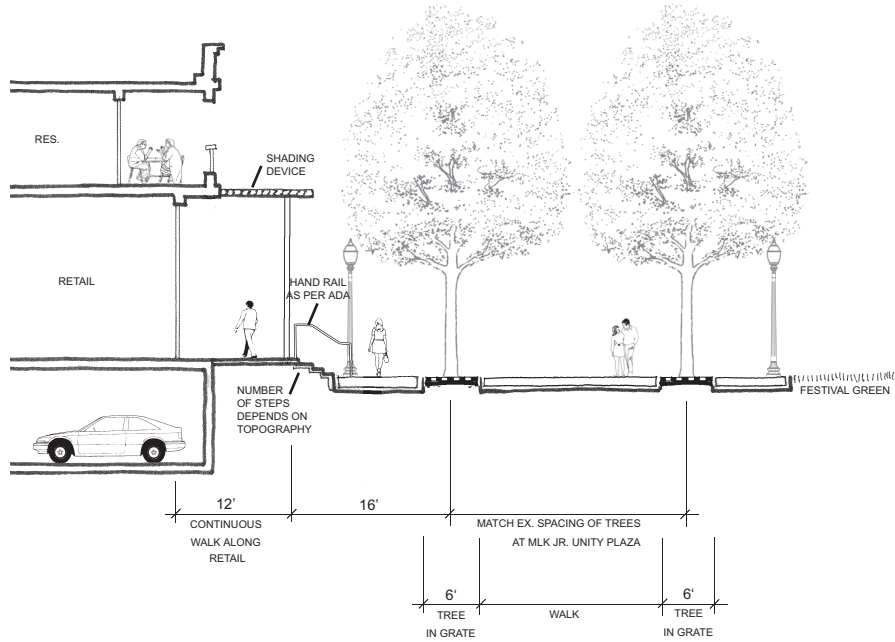 RES.
SHADING
DEVICE
RETAIL
HAND RAIL
AS PER ADA
NUMBER
OF STEPS
DEPENDS ON
TOPOGRAPHY
FESTIVAL GREEN
12'
CONTINUOUS
WALK ALONG
RETAIL
16'
MATCH EX. SPACING OF TREES
AT MLK JR. UNITY PLAZA
6'
TREE
IN GRATE
WALK
6'
TREE
IN GRATE